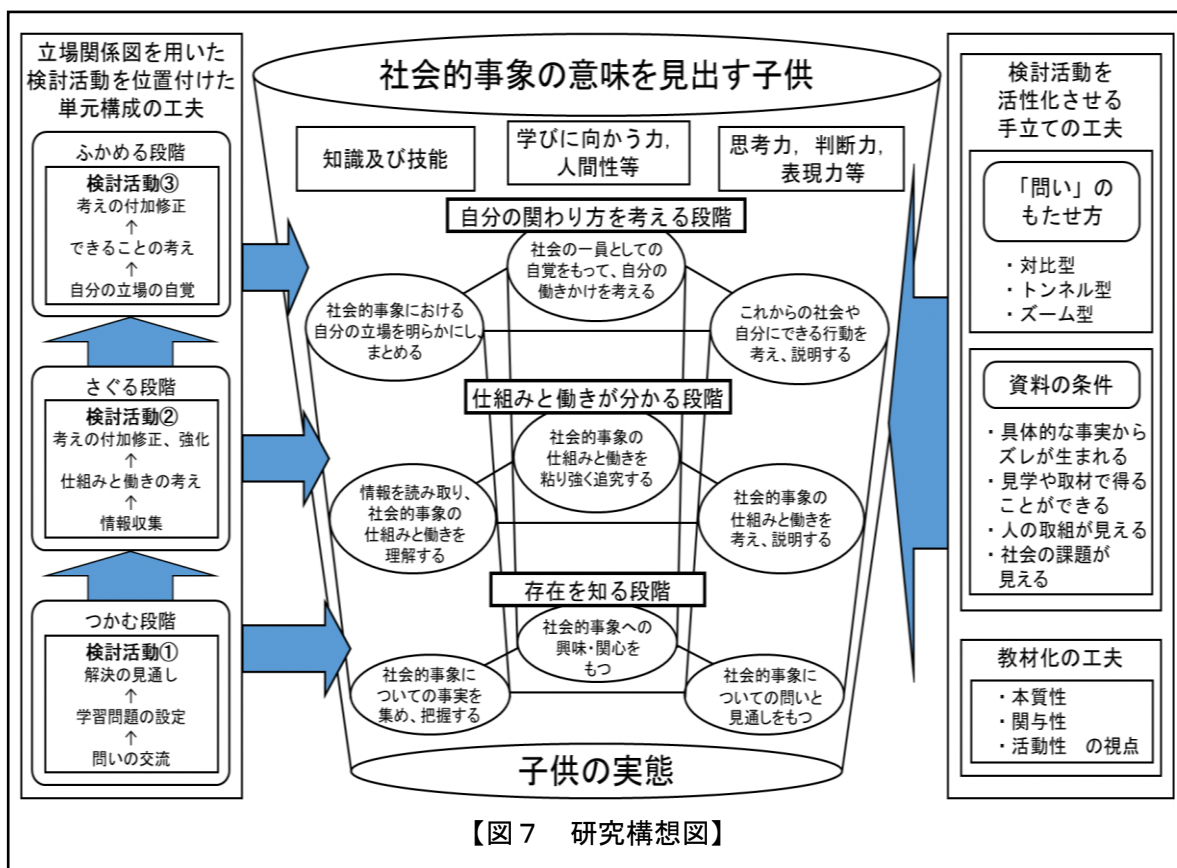 立場関係図を用いた
検討活動を位置付けた
単元構成の工夫
ふかめる段階
検討活動③
考えの付加修正
↑
できることの考え
↑
自分の立場の自覚
さぐる段階
検討活動②
考えの付加修正、強化
↑
仕組みと働きの考え
↑
情報収集
つかむ段階
検討活動①
解決の見通し
↑
学習問題の設定
↑
問いの交流
社会的事象の意味を見出す子供
知識及び技能
学びに向かう力，
人間性等
思考力，判断力，
表現力等
自分の関わり方を考える段階
社会の一員としての
自覚をもって、自分の
働きかけを考える
社会的事象における
自分の立場を明らかにし、
まとめる
これからの社会や
自分にできる行動を
考え、説明する
仕組みと働きが分かる段階
社会的事象の
仕組みと働きを
粘り強く追究する
情報を読み取り、
社会的事象の
仕組みと働きを
理解する
社会的事象の
仕組みと働きを
考え、説明する
存在を知る段階
社会的事象への
興味・関心を
もつ
社会的事象に
ついての事実を
集め、把握する
社会的事象に
ついての問いと
見通しをもつ
子供の実態
検討活動を
活性化させる
手立ての工夫
「問い」の
もたせ方
・対比型
・トンネル型
・ズーム型
資料の条件
・具体的な事実から
ズレが生まれる
・見学や取材で得る
ことができる
・人の取組が見える
・社会の課題が
見える
教材化の工夫
・本質性
・関与性
・活動性　の視点
【図７　研究構想図】